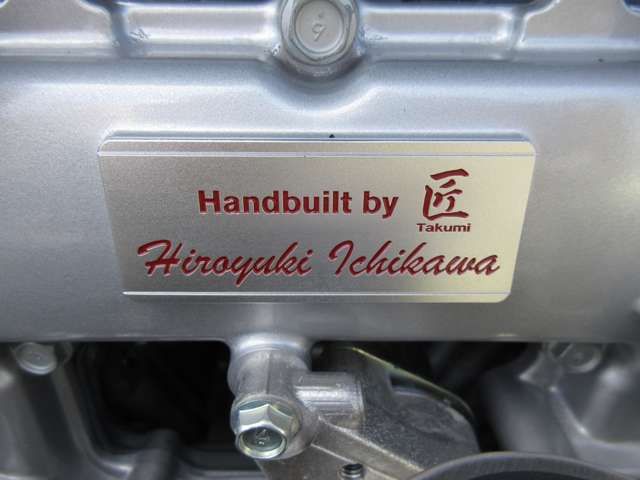 Handbuilt by 匠
Takumi
Hiroyuki Ichikawa